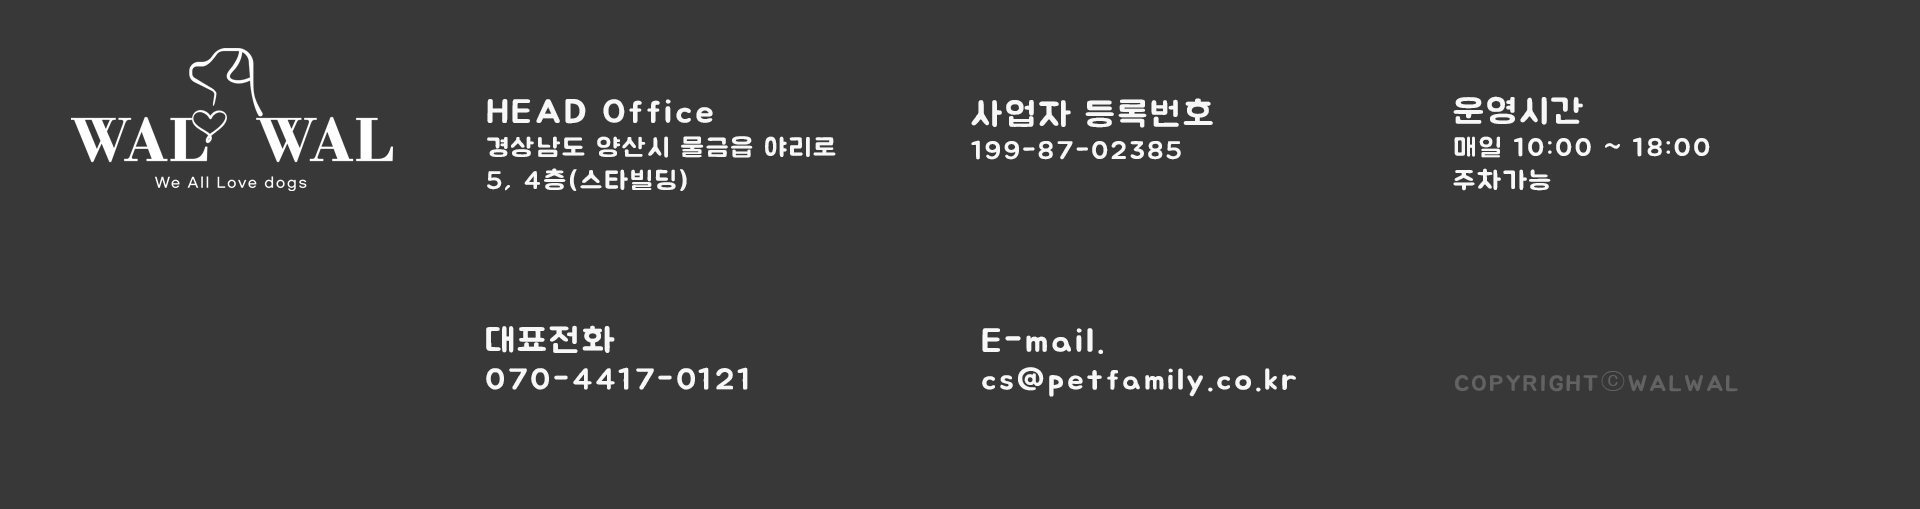 WAL WAL
We All Love dogs
HEAD Office
경상남도 양산시 물금읍 야리로
5, 4층(스타빌딩)
사업자 등록번호
199-87-02385
운영시간
매일 10:00 ~ 18:00
주차가능
대표전화
070-4417-0121
E-mail.
cs@petfamily.co.kr
COPYRIGHTⓒWALWAL